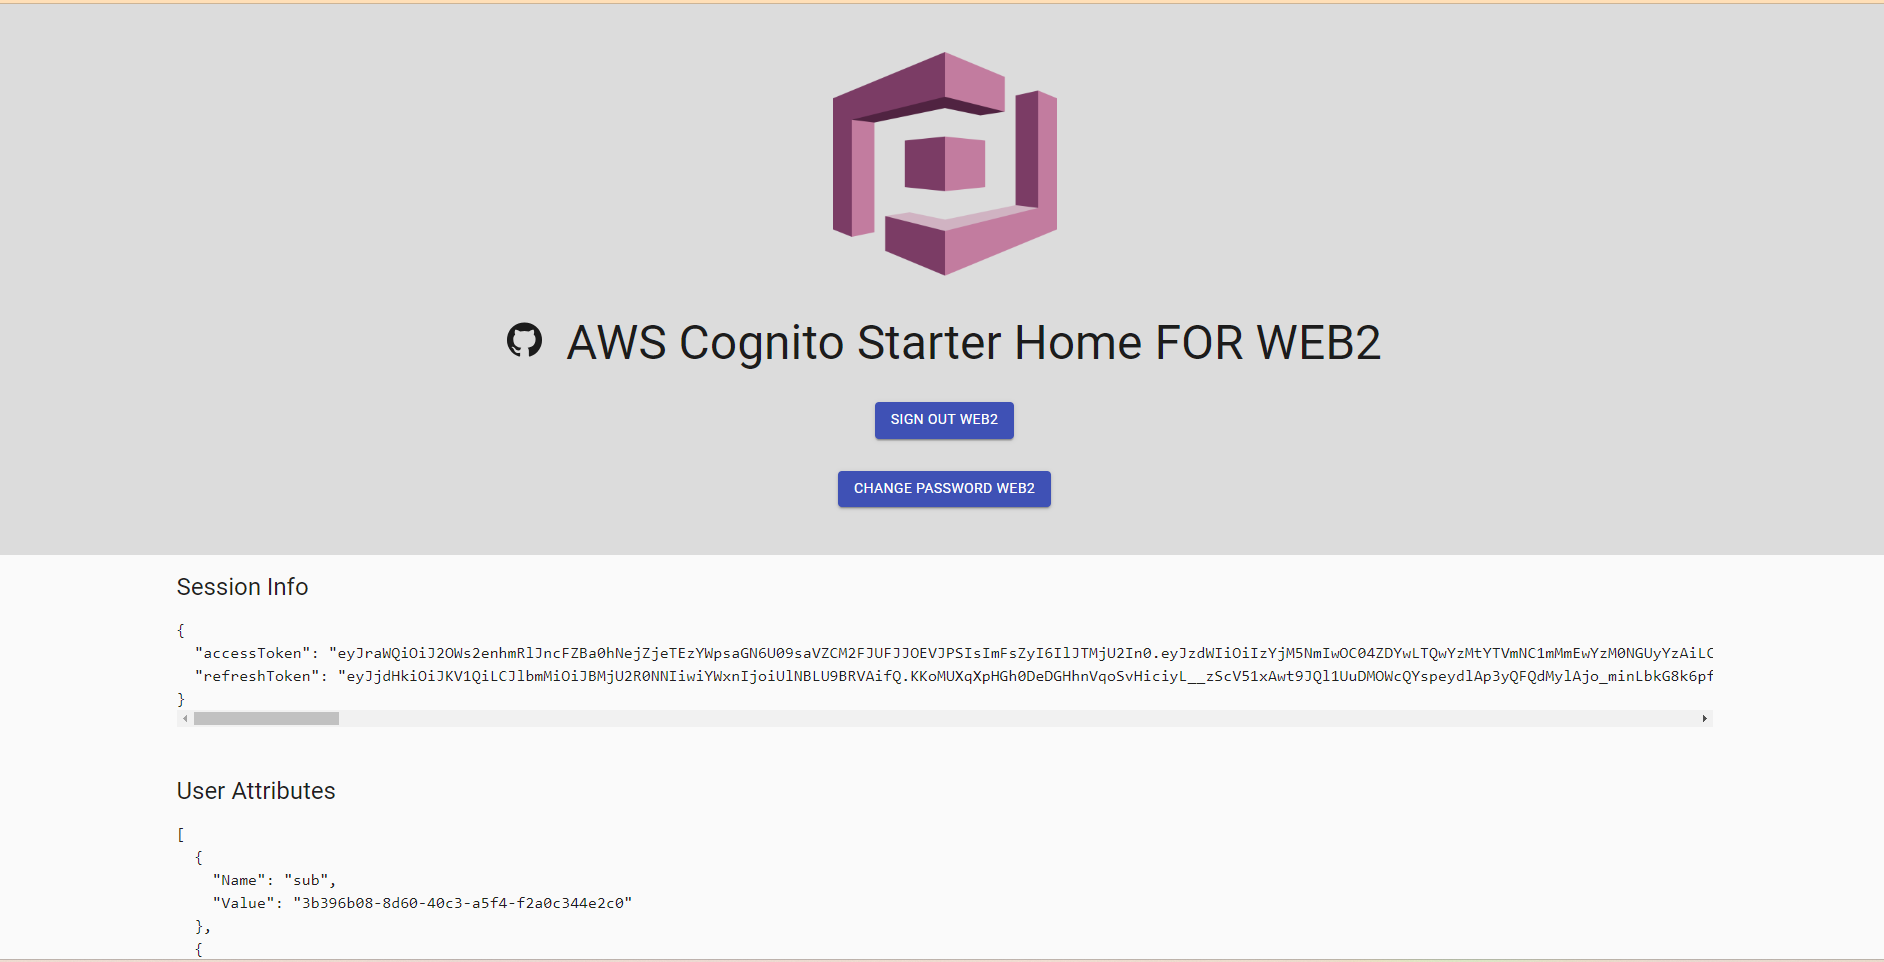 AWS Cognito Starter Home FOR WEB2
SIGN OUT WEB2
CHANGE PASSWORD WEB2
Session Info
{
"accessToken": "eyJraWQiOiJ2OWs2enhmRlJncFZBa0hNejZjeTEzYWpsaGN6U09saVZCM2FJUFJJOEVJPSIsImFsZyI6IlJTMjU2In0.eyJzdWIiOiIzYjM5NmIwOC04ZDYwLTQwYzMtYTVmNC1mMmEwYzM0NGUyYzAiLC
"refreshToken": "eyJjdHkiOiJKV1QiLCJlbmMiOiJBMjU2R0NNIiwiYWxnIjoiUlNBLU9BRVAifQ.KKoMUXqXpHGh0DeDGHhnVqoSvHiciyL__zScV51xAwt9JQl1UuDMOWcQYspeydlAp3yQFQdMylAjo_minLbkG8k6pf
}
User Attributes
[
{
"Name": "sub",
"Value": "3b396b08-8d60-40c3-a5f4-f2a0c344e2c0"
},
{